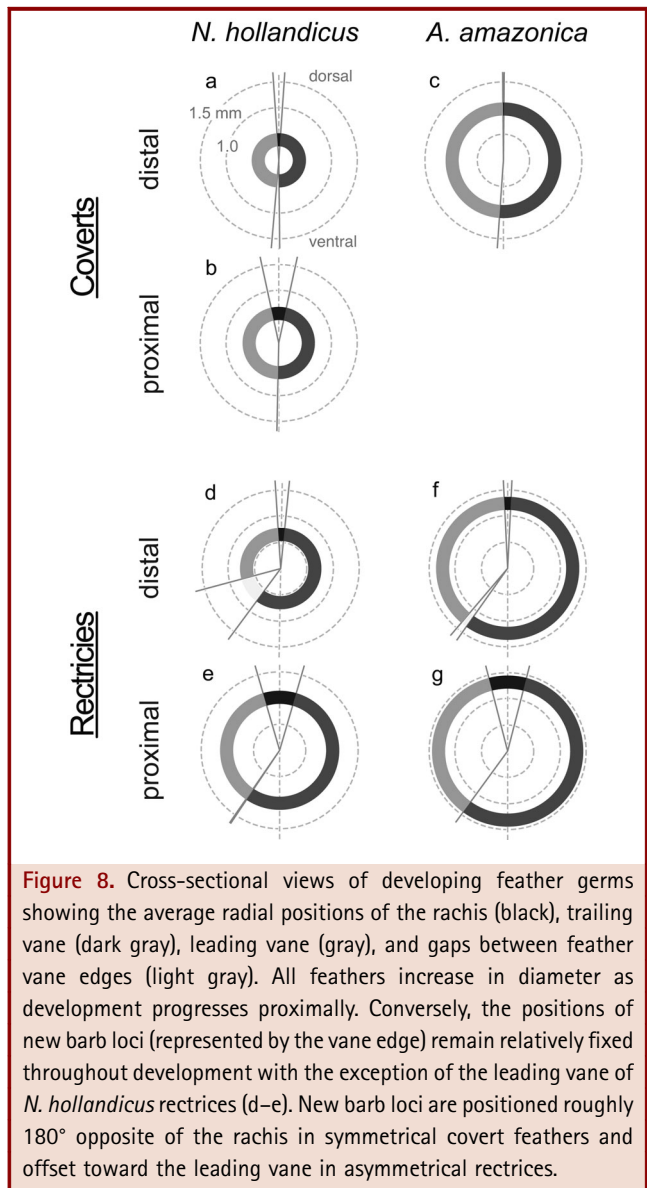 N. hollandicus
A. amazonica
a
dorsal
c
1.5 mm
1.0
distal
Coverts
ventral
b
proximal
d
f
distal
Rectricies
e
g
proximal
Figure 8. Cross-sectional views of developing feather germs
showing the average radial positions of the rachis (black), trailing
vane (dark gray), leading vane (gray), and gaps between feather
vane edges (light gray). All feathers increase in diameter as
development progresses proximally. Conversely, the positions of
new barb loci (represented by the vane edge) remain relatively fixed
throughout development with the exception of the leading vane of
N. hollandicus rectrices (d–e). New barb loci are positioned roughly
180° opposite of the rachis in symmetrical covert feathers and
offset toward the leading vane in asymmetrical rectrices.